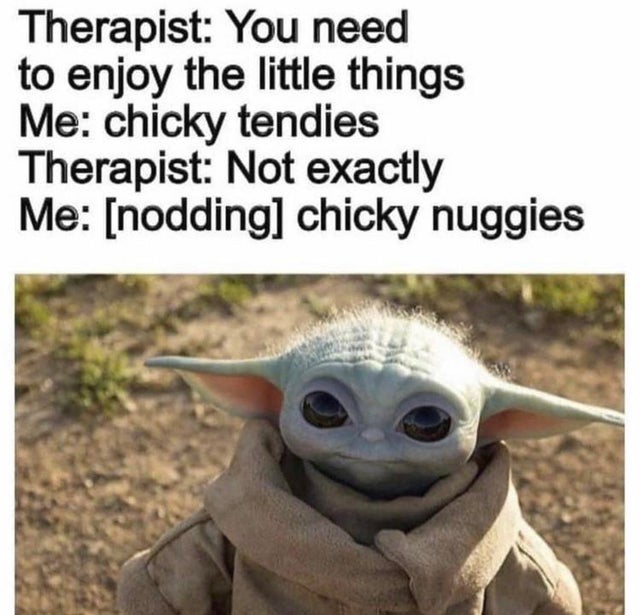 Therapist: You need
to enjoy the little things
Me: chicky tendies
Therapist: Not exactly
Me: [nodding] chicky nuggies